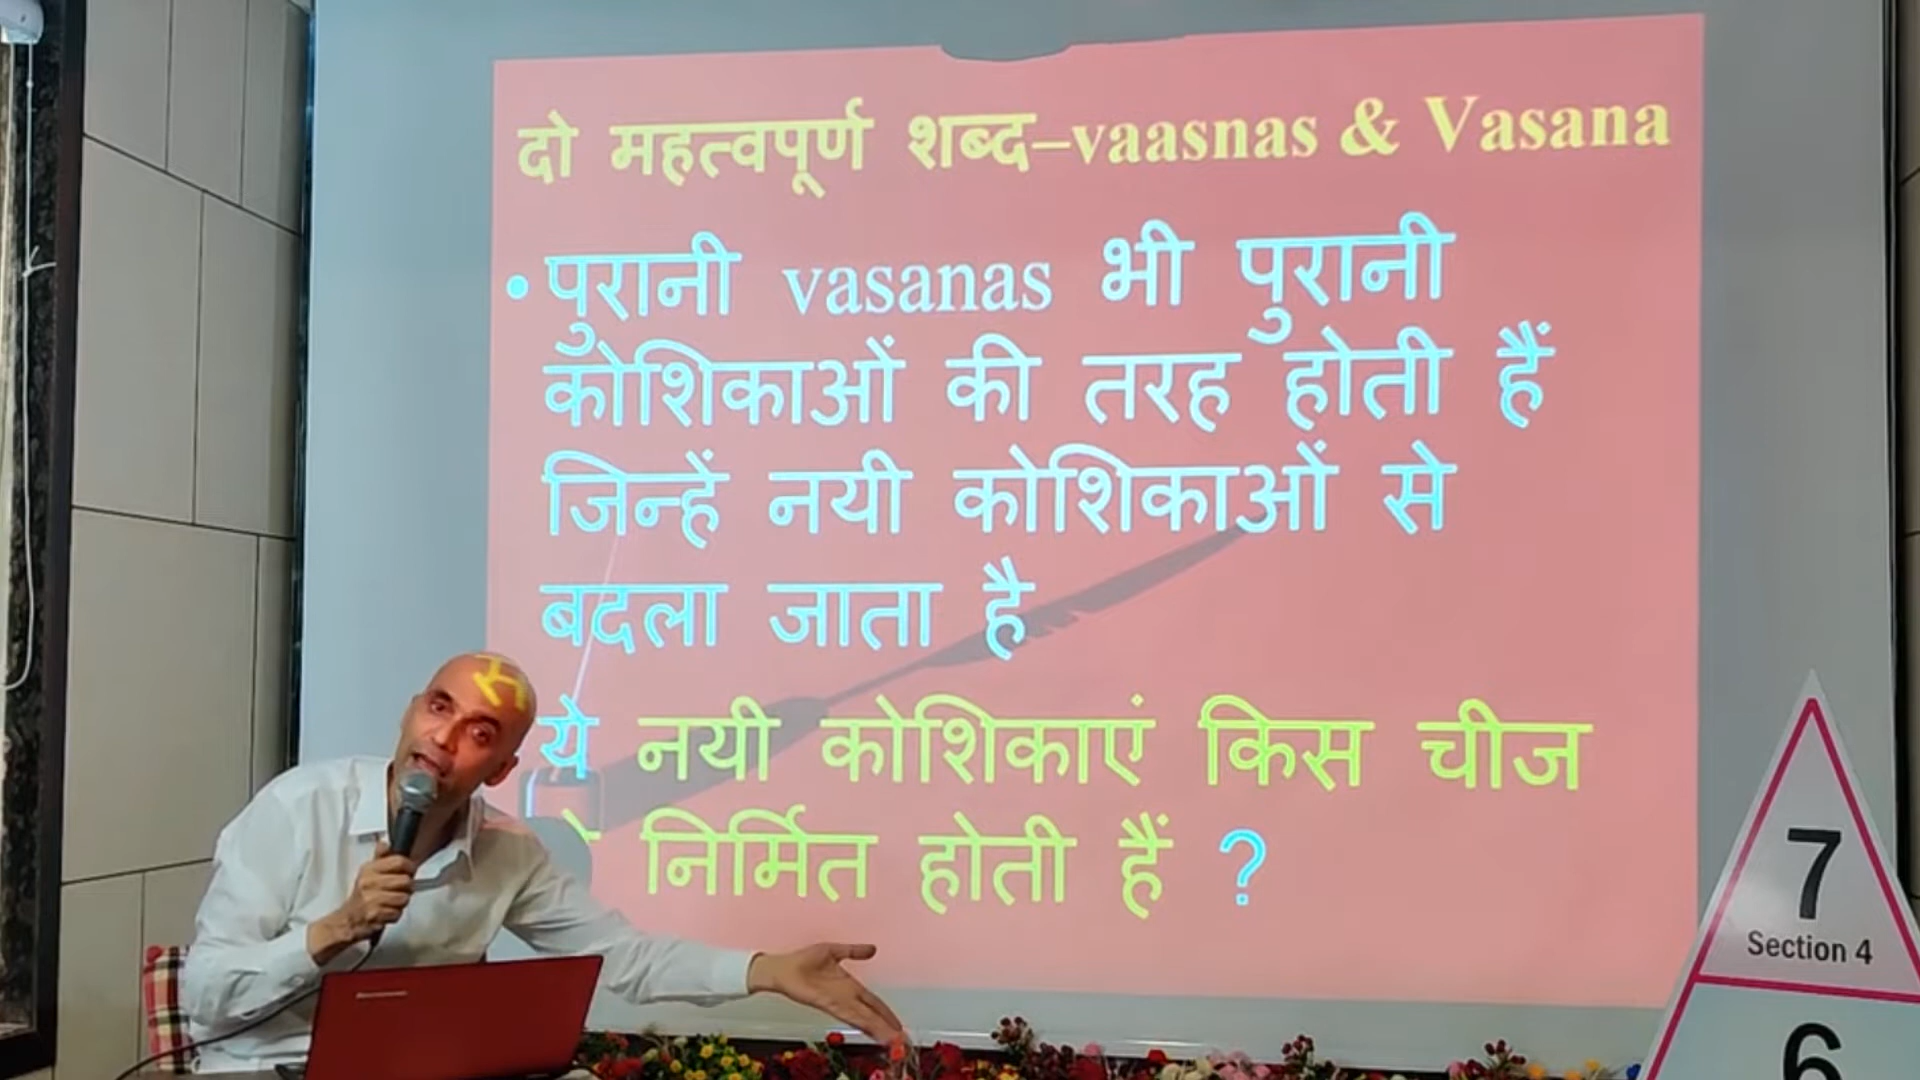 दो महत्वपूर्ण शब्द–vaasnas & Vasana
• पुरानी vasanas भी पुरानी
कोशिकाओं की तरह होती हैं
जिन्हें नयी कोशिकाओं से
बदला जाता है
ये नयी कोशिकाएं किस चीज
निर्मित होती हैं ?
7
Section 4
6